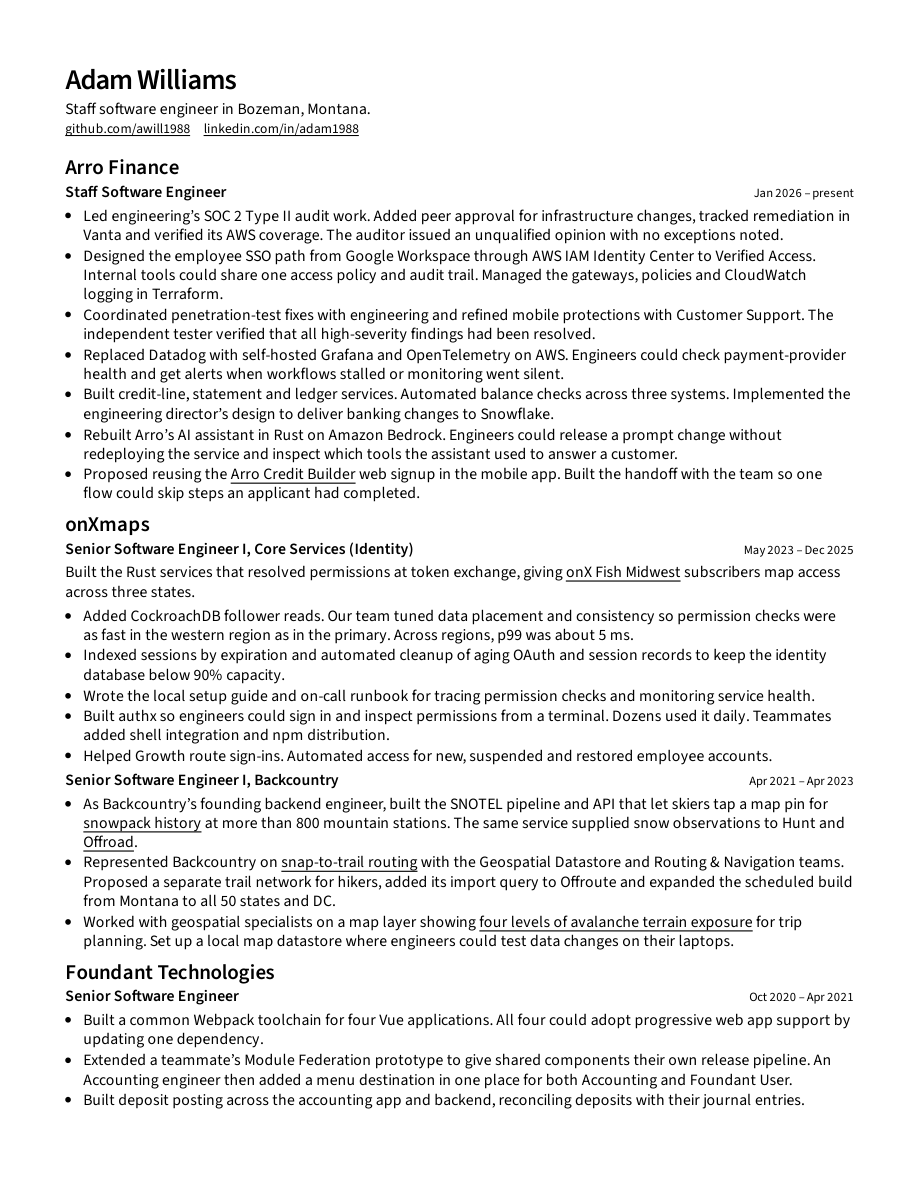 Adam Williams
Staff software engineer in Bozeman, Montana.
github.com/awill1988 linkedin.com/in/adam1988
Arro Finance
Staff Software Engineer Jan 2026 – present
• Led engineering’s SOC 2 Type II audit work. Added peer approval for infrastructure changes, tracked remediation in
Vanta and verified its AWS coverage. The auditor issued an unqualified opinion with no exceptions noted.
• Designed the employee SSO path from Google Workspace through AWS IAM Identity Center to Verified Access.
Internal tools could share one access policy and audit trail. Managed the gateways, policies and CloudWatch
logging in Terraform.
• Coordinated penetration-test fixes with engineering and refined mobile protections with Customer Support. The
independent tester verified that all high-severity findings had been resolved.
• Replaced Datadog with self-hosted Grafana and OpenTelemetry on AWS. Engineers could check payment-provider
health and get alerts when workflows stalled or monitoring went silent.
• Built credit-line, statement and ledger services. Automated balance checks across three systems. Implemented the
engineering director’s design to deliver banking changes to Snowflake.
• Rebuilt Arro’s AI assistant in Rust on Amazon Bedrock. Engineers could release a prompt change without
redeploying the service and inspect which tools the assistant used to answer a customer.
• Proposed reusing the Arro Credit Builder web signup in the mobile app. Built the handoff with the team so one
flow could skip steps an applicant had completed.
onXmaps
Senior Software Engineer I, Core Services (Identity) May 2023 – Dec 2025
Built the Rust services that resolved permissions at token exchange, giving onX Fish Midwest subscribers map access
across three states.
• Added CockroachDB follower reads. Our team tuned data placement and consistency so permission checks were
as fast in the western region as in the primary. Across regions, p99 was about 5 ms.
• Indexed sessions by expiration and automated cleanup of aging OAuth and session records to keep the identity
database below 90% capacity.
• Wrote the local setup guide and on-call runbook for tracing permission checks and monitoring service health.
• Built authx so engineers could sign in and inspect permissions from a terminal. Dozens used it daily. Teammates
added shell integration and npm distribution.
• Helped Growth route sign-ins. Automated access for new, suspended and restored employee accounts.
Senior Software Engineer I, Backcountry Apr 2021 – Apr 2023
• As Backcountry’s founding backend engineer, built the SNOTEL pipeline and API that let skiers tap a map pin for
snowpack history at more than 800 mountain stations. The same service supplied snow observations to Hunt and
Offroad.
• Represented Backcountry on snap-to-trail routing with the Geospatial Datastore and Routing & Navigation teams.
Proposed a separate trail network for hikers, added its import query to Offroute and expanded the scheduled build
from Montana to all 50 states and DC.
• Worked with geospatial specialists on a map layer showing four levels of avalanche terrain exposure for trip
planning. Set up a local map datastore where engineers could test data changes on their laptops.
Foundant Technologies
Senior Software Engineer Oct 2020 – Apr 2021
• Built a common Webpack toolchain for four Vue applications. All four could adopt progressive web app support by
updating one dependency.
• Extended a teammate’s Module Federation prototype to give shared components their own release pipeline. An
Accounting engineer then added a menu destination in one place for both Accounting and Foundant User.
• Built deposit posting across the accounting app and backend, reconciling deposits with their journal entries.